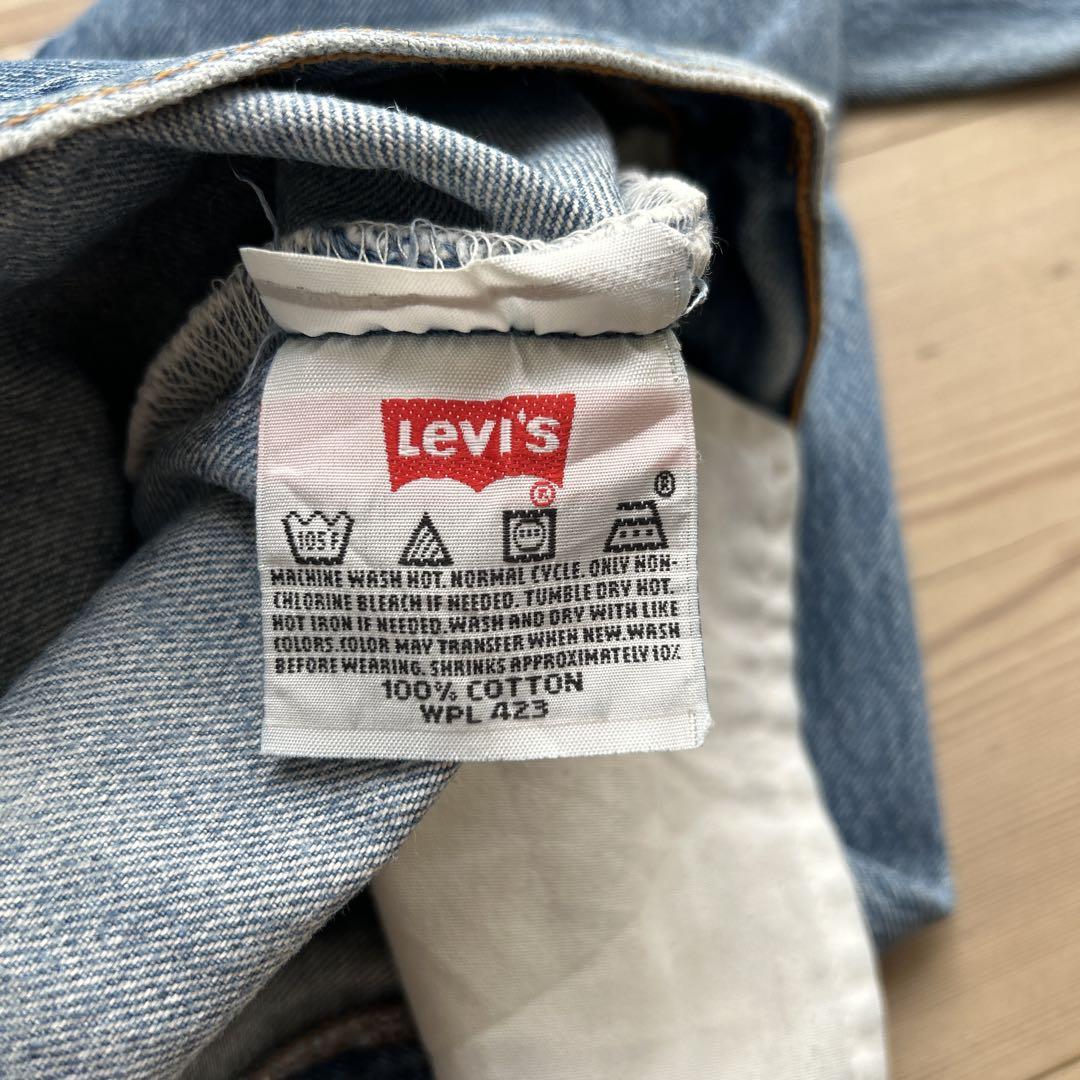 Levi's
®
®
105F
MACHINE WASH HOT. NORMAL CYCLE. ONLY NON-
CHLORINE BLEACH IF NEEDED. TUMBLE DRY HOT.
HOT IRON IF NEEDED. WASH AND DRY WITH LIKE
COLORS. COLOR MAY TRANSFER WHEN NEW. WASH
BEFORE WEARING. SHRINKS APPROXIMATELY 10%
100% COTTON
WPL 423